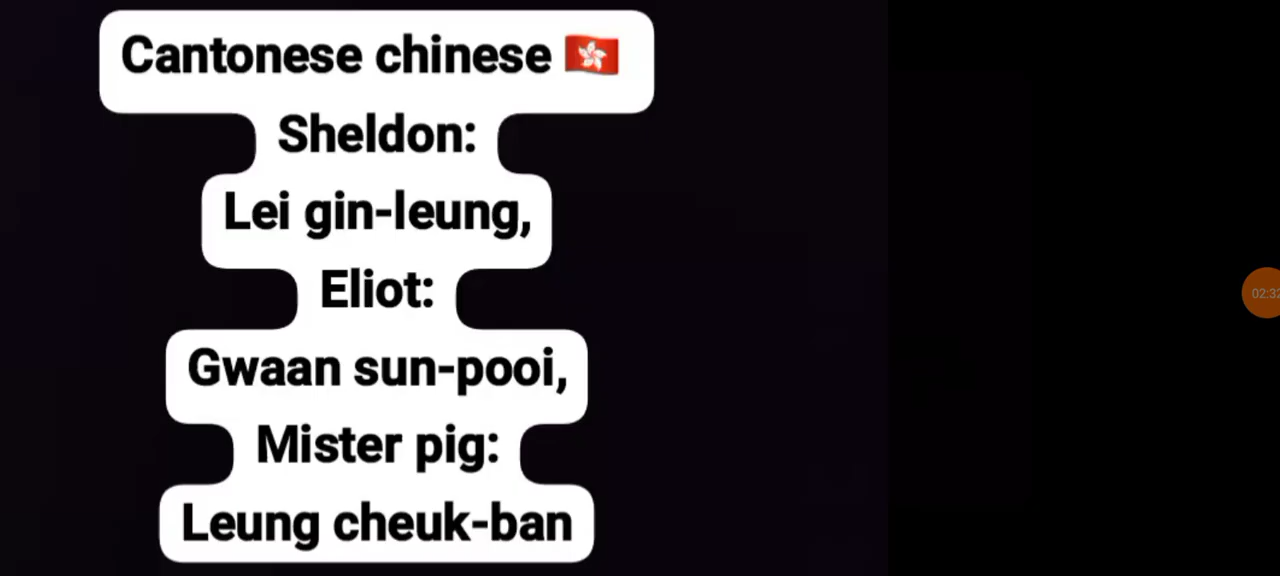 Cantonese chinese 🇭🇰
Sheldon:
Lei gin-leung,
Eliot:
Gwaan sun-pooi,
Mister pig:
Leung cheuk-ban